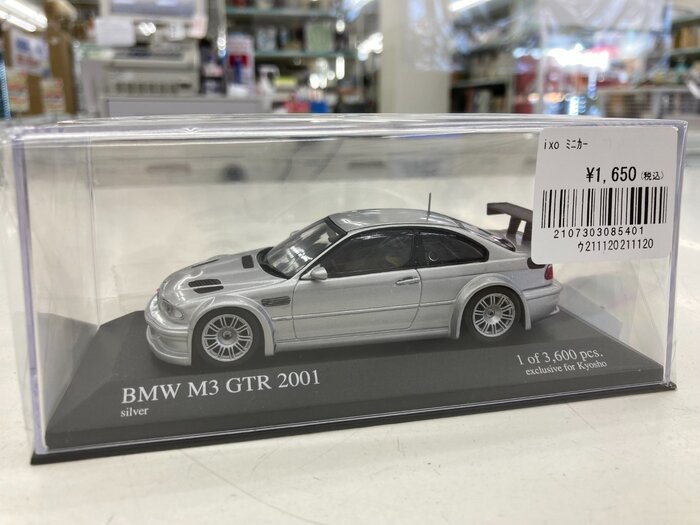 ixo ミニカー
¥1,650(税込)
2107303085401
ウ211120211120
BMW M3 GTR 2001
silver
1 of 3,600 pcs.
exclusive for Kyosho